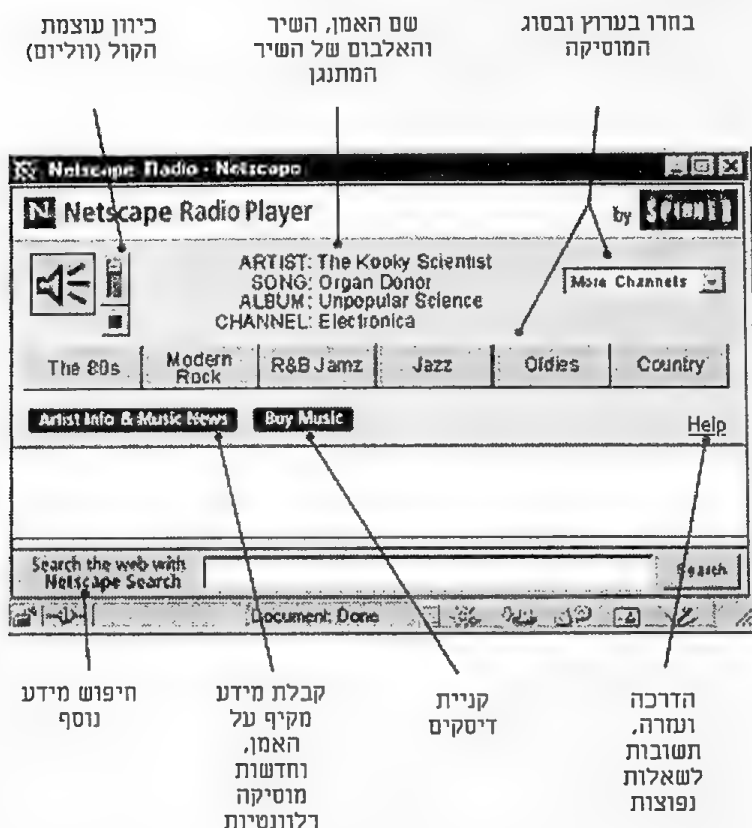 בחרו בערוץ ובסוג
המוסיקה
שם האמן, השיר
והאלבום של השיר
המתנגן
כיוון עוצמת
הקול (ווליום)
Netscape Radio - Netscape
N Netscape Radio Player
by SPINNER
ARTIST: The Kooky Scientist
SONG: Organ Donor
ALBUM: Unpopular Science
CHANNEL: Electronica
More Channels
The 80s
Modern
Rock
R&B Jamz
Jazz
Oldies
Country
Artist Info & Music News
Buy Music
Help
Search the web with
Netscape Search
Search
Document: Done
הדרכה
ועזרה,
תשובות
לשאלות
נפוצות
קניית
דיסקים
קבלת מידע
מקיף על
האמן,
וחדשות
מוסיקה
רלוונטיות
חיפוש מידע
נוסף